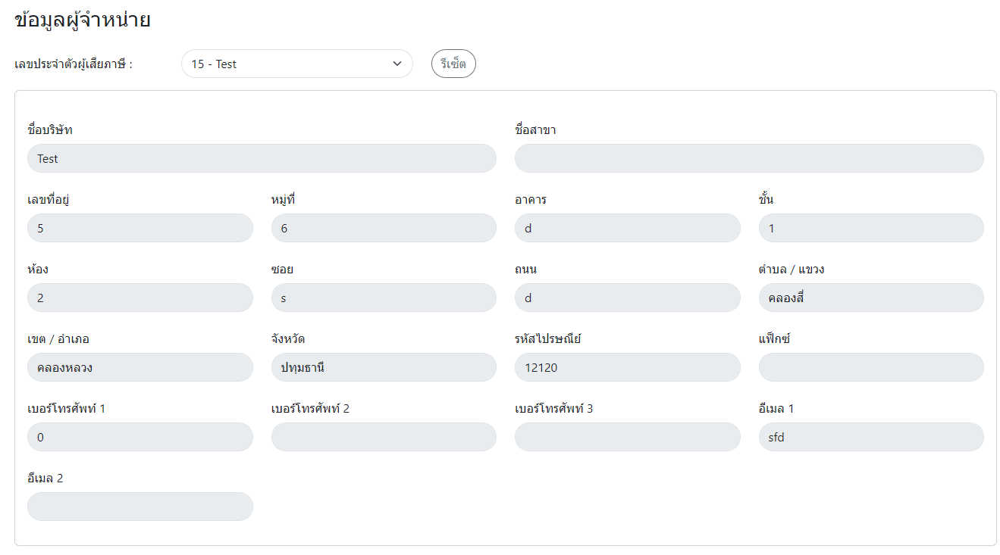 ข้อมูลผู้จำหน่าย
เลขประจำตัวผู้เสียภาษี : 15 - Test รีเซ็ต
ชื่อบริษัท ชื่อสาขา
Test
เลขที่อยู่ หมู่ที่ อาคาร ชั้น
5 6 d 1
ห้อง ซอย ถนน ตำบล / แขวง
2 s d คลองสี่
เขต / อำเภอ จังหวัด รหัสไปรษณีย์ แฟ็กซ์
คลองหลวง ปทุมธานี 12120
เบอร์โทรศัพท์ 1 เบอร์โทรศัพท์ 2 เบอร์โทรศัพท์ 3 อีเมล 1
0 sfd
อีเมล 2